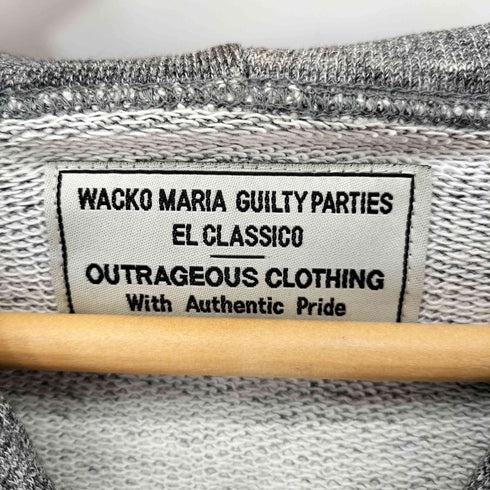 WACKO MARIA GUILTY PARTIES
EL CLASSICO
OUTRAGEOUS CLOTHING
With Authentic Pride